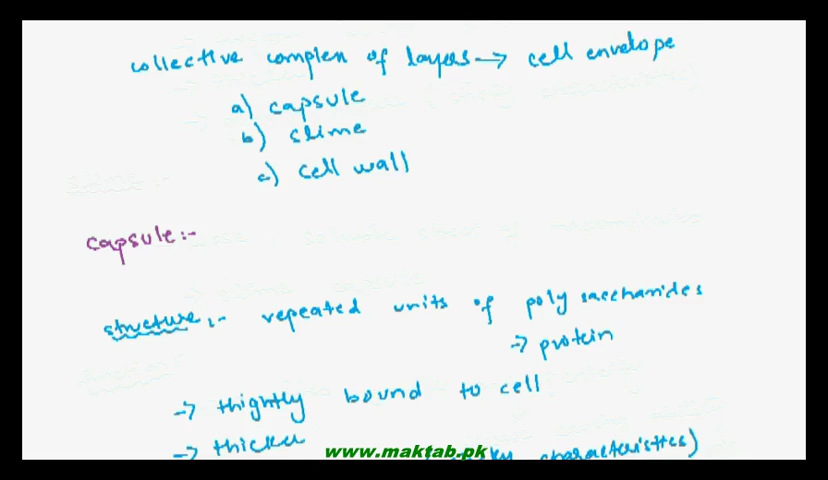 collective complex of layers → cell envelope
a) capsule
b) slime
c) cell wall
capsule:-
structure:- repeated units of poly saccharides
→ protein
→ thightly bound to cell
→ thicker
characteristics)
www.maktab.pk